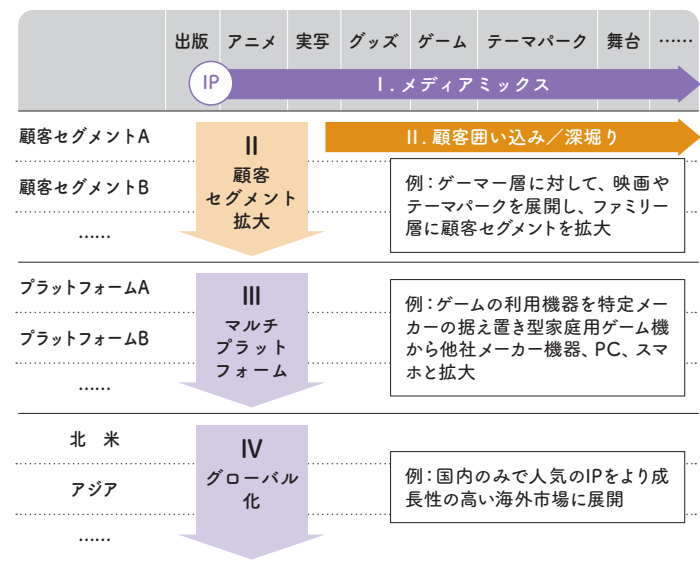 出版 アニメ 実写 グッズ ゲーム テーマパーク 舞台 ……
IP
Ⅰ.メディアミックス
顧客セグメントA
顧客セグメントB
……
Ⅱ
顧客
セグメント
拡大
Ⅱ.顧客囲い込み/深堀り
例:ゲーマー層に対して、映画や
テーマパークを展開し、ファミリー
層に顧客セグメントを拡大
プラットフォームA
プラットフォームB
……
Ⅲ
マルチ
プラット
フォーム
例:ゲームの利用機器を特定メー
カーの据え置き型家庭用ゲーム機
から他社メーカー機器、PC、スマ
ホと拡大
北 米
アジア
……
Ⅳ
グローバル
化
例:国内のみで人気のIPをより成
長性の高い海外市場に展開